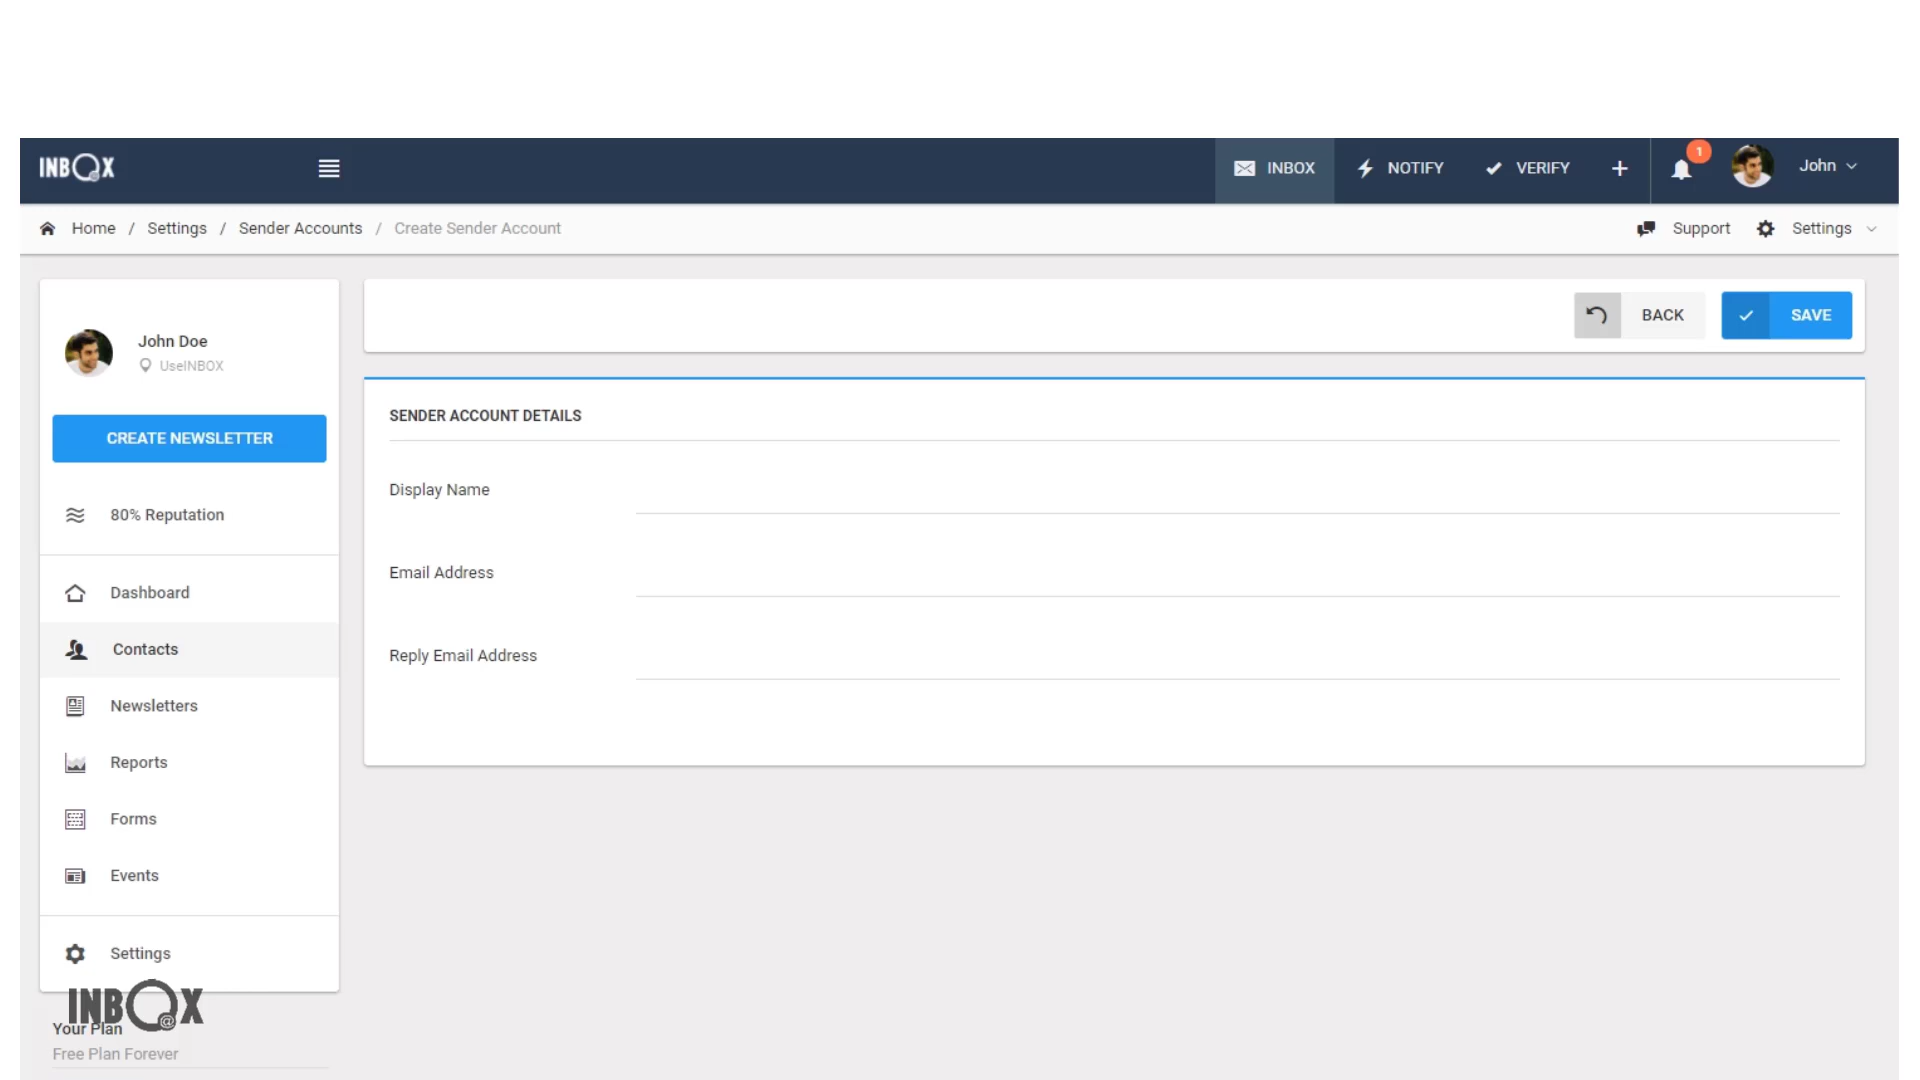 INBOX
INBOX
NOTIFY
VERIFY
+
1
John
Home / Settings / Sender Accounts / Create Sender Account
Support
Settings
John Doe
UseINBOX
CREATE NEWSLETTER
80% Reputation
Dashboard
Contacts
Newsletters
Reports
Forms
Events
Settings
INB@X
Your Plan
Free Plan Forever
BACK
SAVE
SENDER ACCOUNT DETAILS
Display Name
Email Address
Reply Email Address